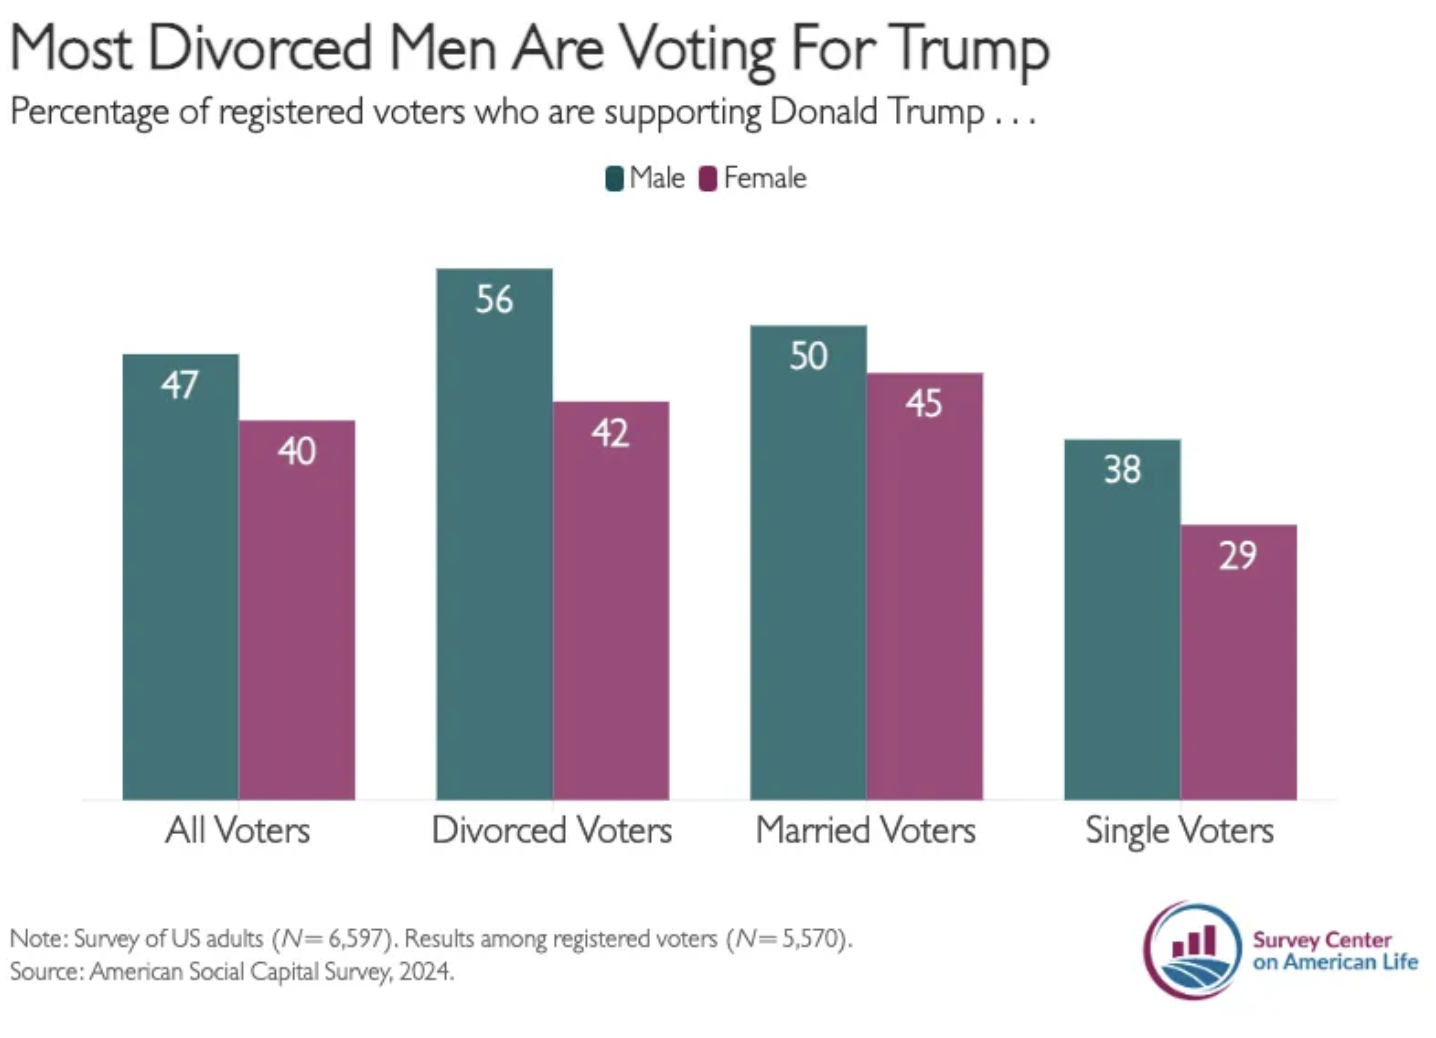 Most Divorced Men Are Voting For Trump
Percentage of registered voters who are supporting Donald Trump . . .
Male Female
47
40
56
42
50
45
38
29
All Voters
Divorced Voters
Married Voters
Single Voters
Note: Survey of US adults (N= 6,597). Results among registered voters (N=5,570).
Source: American Social Capital Survey, 2024.
Survey Center
on American Life